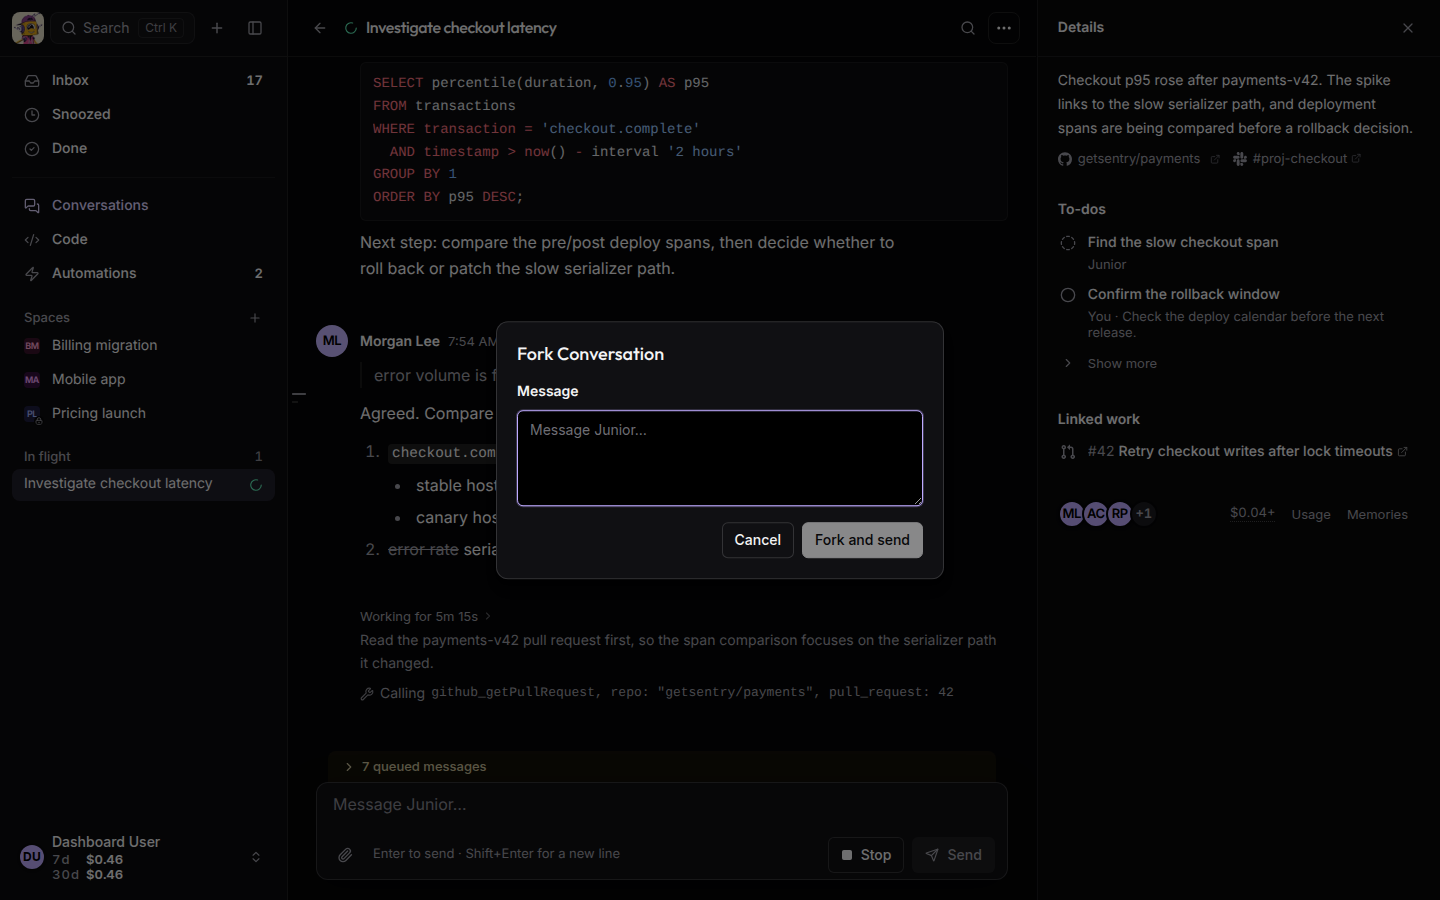 Search
Ctrl K
Inbox
17
Snoozed
Done
Conversations
Code
Automations
2
Spaces
BM
Billing migration
MA
Mobile app
PL
Pricing launch
In flight
1
Investigate checkout latency
DU
Dashboard User
7d $0.46
30d $0.46
Investigate checkout latency
SELECT percentile(duration, 0.95) AS p95
FROM transactions
WHERE transaction = 'checkout.complete'
AND timestamp > now() - interval '2 hours'
GROUP BY 1
ORDER BY p95 DESC;
Next step: compare the pre/post deploy spans, then decide whether to
roll back or patch the slow serializer path.
ML
Morgan Lee 7:54 AM
error volume is
Agreed. Compare
1. checkout.com
stable host
canary
2. error rate
Fork Conversation
Message
Message Junior...
Cancel
Fork and send
Working for 5m 15s
Read the payments-v42 pull request first, so the span comparison focuses on the serializer path
it changed.
Calling github_getPullRequest, repo: "getsentry/payments", pull_request: 42
7 queued messages
Message Junior...
Enter to send · Shift+Enter for a new line
Stop
Send
Details
Checkout p95 rose after payments-v42. The spike
links to the slow serializer path, and deployment
spans are being compared before a rollback decision.
getsentry/payments
#proj-checkout
To-dos
Find the slow checkout span
Junior
Confirm the rollback window
You · Check the deploy calendar before the next
release.
Show more
Linked work
#42 Retry checkout writes after lock timeouts
ML
AC
RP
+1
$0.04+
Usage
Memories